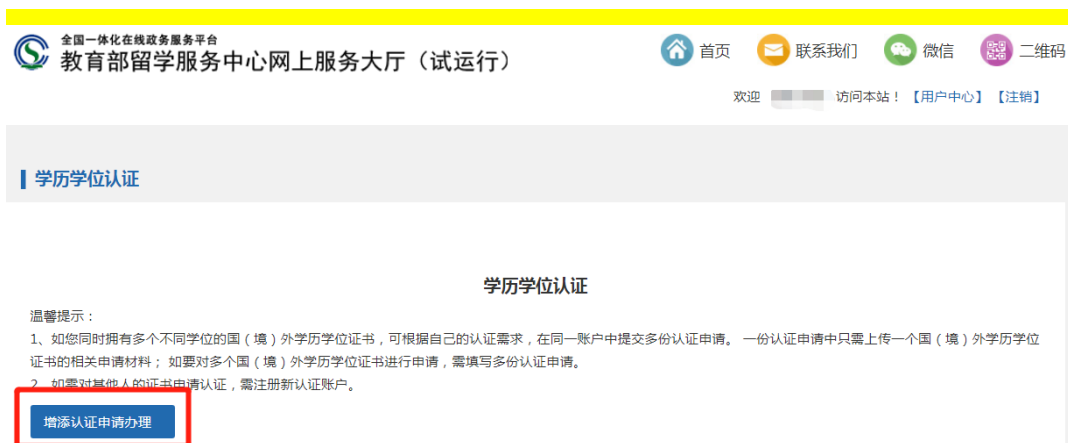 全国一体化在线政务服务平台
教育部留学服务中心网上服务大厅（试运行）
首页 联系我们 微信 二维码
欢迎 访问本站！【用户中心】【注销】
学历学位认证
学历学位认证
温馨提示：
1、如您同时拥有多个不同学位的国（境）外学历学位证书，可根据自己的认证需求，在同一账户中提交多份认证申请。 一份认证申请中只需上传一个国（境）外学历学位
证书的相关申请材料； 如要对多个国（境）外学历学位证书进行申请，需填写多份认证申请。
2、如需对其他人的证书申请认证，需注册新认证账户。
增添认证申请办理